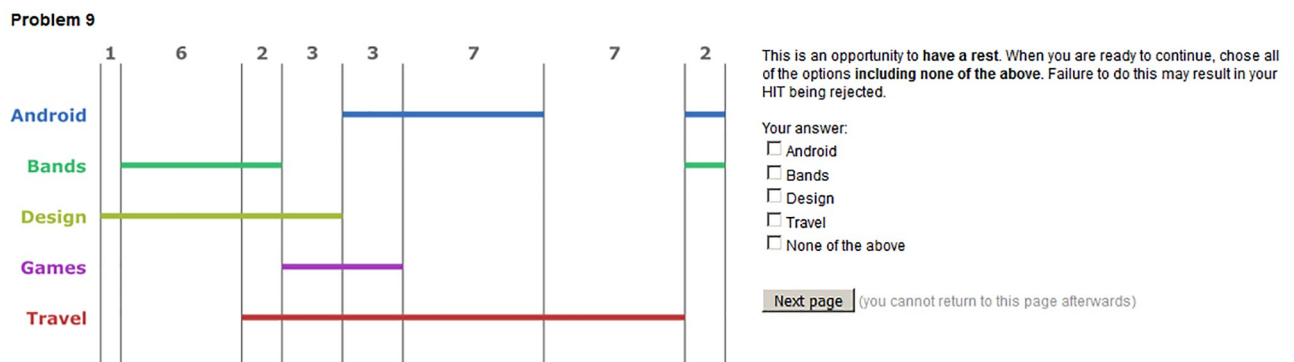 Problem 9
1 6 2 3 3 7 7 2
Android
Bands
Design
Games
Travel
This is an opportunity to have a rest. When you are ready to continue, chose all
of the options including none of the above. Failure to do this may result in your
HIT being rejected.
Your answer:
Android
Bands
Design
Travel
None of the above
Next page (you cannot return to this page afterwards)